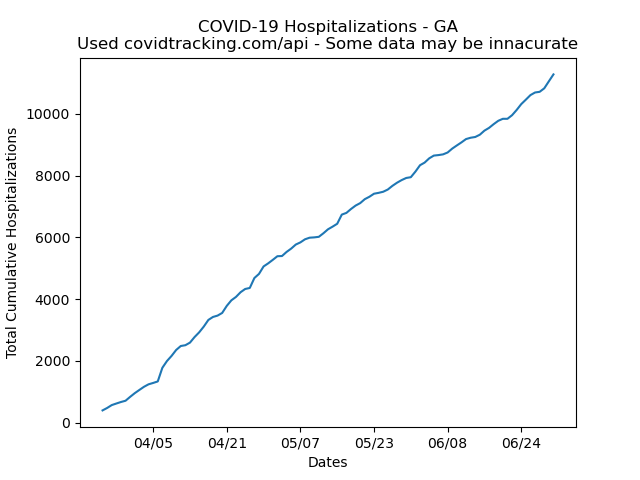 COVID-19 Hospitalizations - GA
Used covidtracking.com/api - Some data may be innacurate
Total Cumulative Hospitalizations
10000
8000
6000
4000
2000
0
04/05 04/21 05/07 05/23 06/08 06/24
Dates